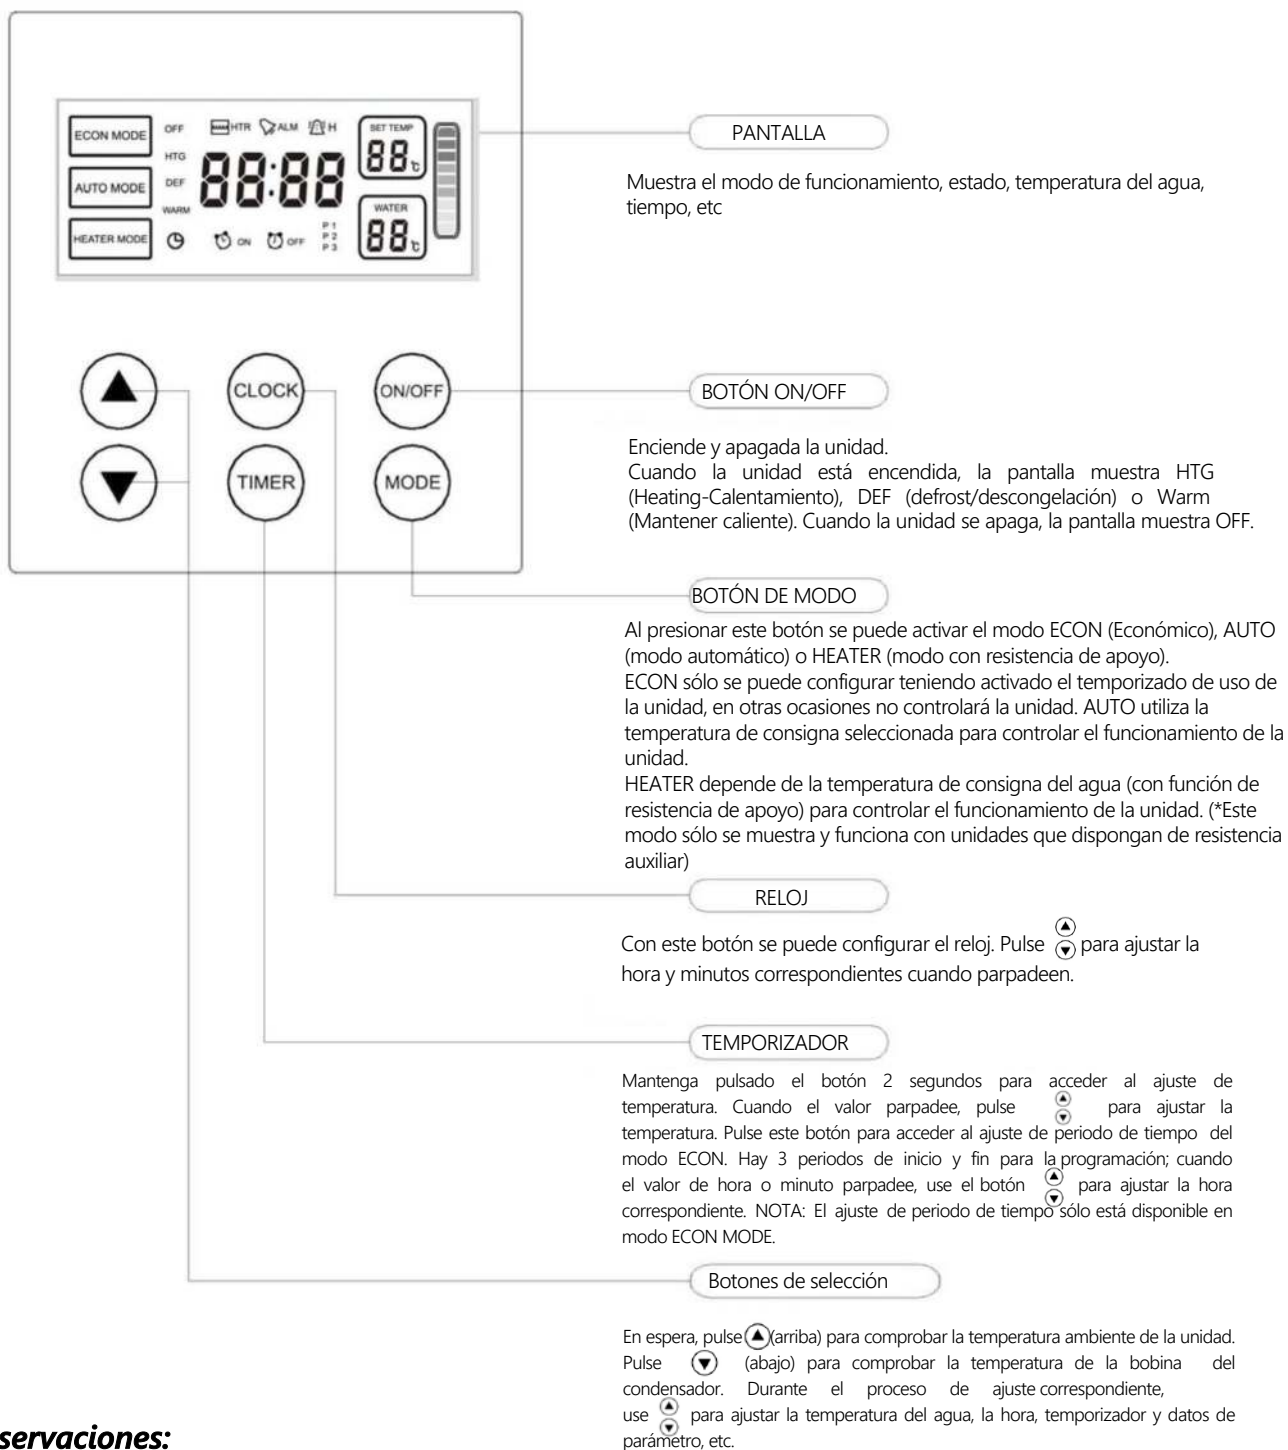 ECON MODE
OFF
HTR
ALM
H
SET TEMP
88 °C
HTG
88:88
AUTO MODE
DEF
WARM
WATER
88 °C
HEATER MODE
ON
OFF
P 1
P 2
P 3
PANTALLA
Muestra el modo de funcionamiento, estado, temperatura del agua,
tiempo, etc
▲
CLOCK
ON/OFF
▼
TIMER
MODE
BOTÓN ON/OFF
Enciende y apagada la unidad.
Cuando la unidad está encendida, la pantalla muestra HTG
(Heating-Calentamiento), DEF (defrost/descongelación) o Warm
(Mantener caliente). Cuando la unidad se apaga, la pantalla muestra OFF.
BOTÓN DE MODO
Al presionar este botón se puede activar el modo ECON (Económico), AUTO
(modo automático) o HEATER (modo con resistencia de apoyo).
ECON sólo se puede configurar teniendo activado el temporizado de uso de
la unidad, en otras ocasiones no controlará la unidad. AUTO utiliza la
temperatura de consigna seleccionada para controlar el funcionamiento de la
unidad.
HEATER depende de la temperatura de consigna del agua (con función de
resistencia de apoyo) para controlar el funcionamiento de la unidad. (*Este
modo sólo se muestra y funciona con unidades que dispongan de resistencia
auxiliar)
RELOJ
Con este botón se puede configurar el reloj. Pulse ▲▼ para ajustar la
hora y minutos correspondientes cuando parpadeen.
TEMPORIZADOR
Mantenga pulsado el botón 2 segundos para acceder al ajuste de
temperatura. Cuando el valor parpadee, pulse ▲▼ para ajustar la
temperatura. Pulse este botón para acceder al ajuste de periodo de tiempo del
modo ECON. Hay 3 periodos de inicio y fin para la programación; cuando
el valor de hora o minuto parpadee, use el botón ▲▼ para ajustar la hora
correspondiente. NOTA: El ajuste de periodo de tiempo sólo está disponible en
modo ECON MODE.
Botones de selección
En espera, pulse ▲ (arriba) para comprobar la temperatura ambiente de la unidad.
Pulse ▼ (abajo) para comprobar la temperatura de la bobina del
condensador. Durante el proceso de ajuste correspondiente,
use ▲▼ para ajustar la temperatura del agua, la hora, temporizador y datos de
parámetro, etc.
servaciones: